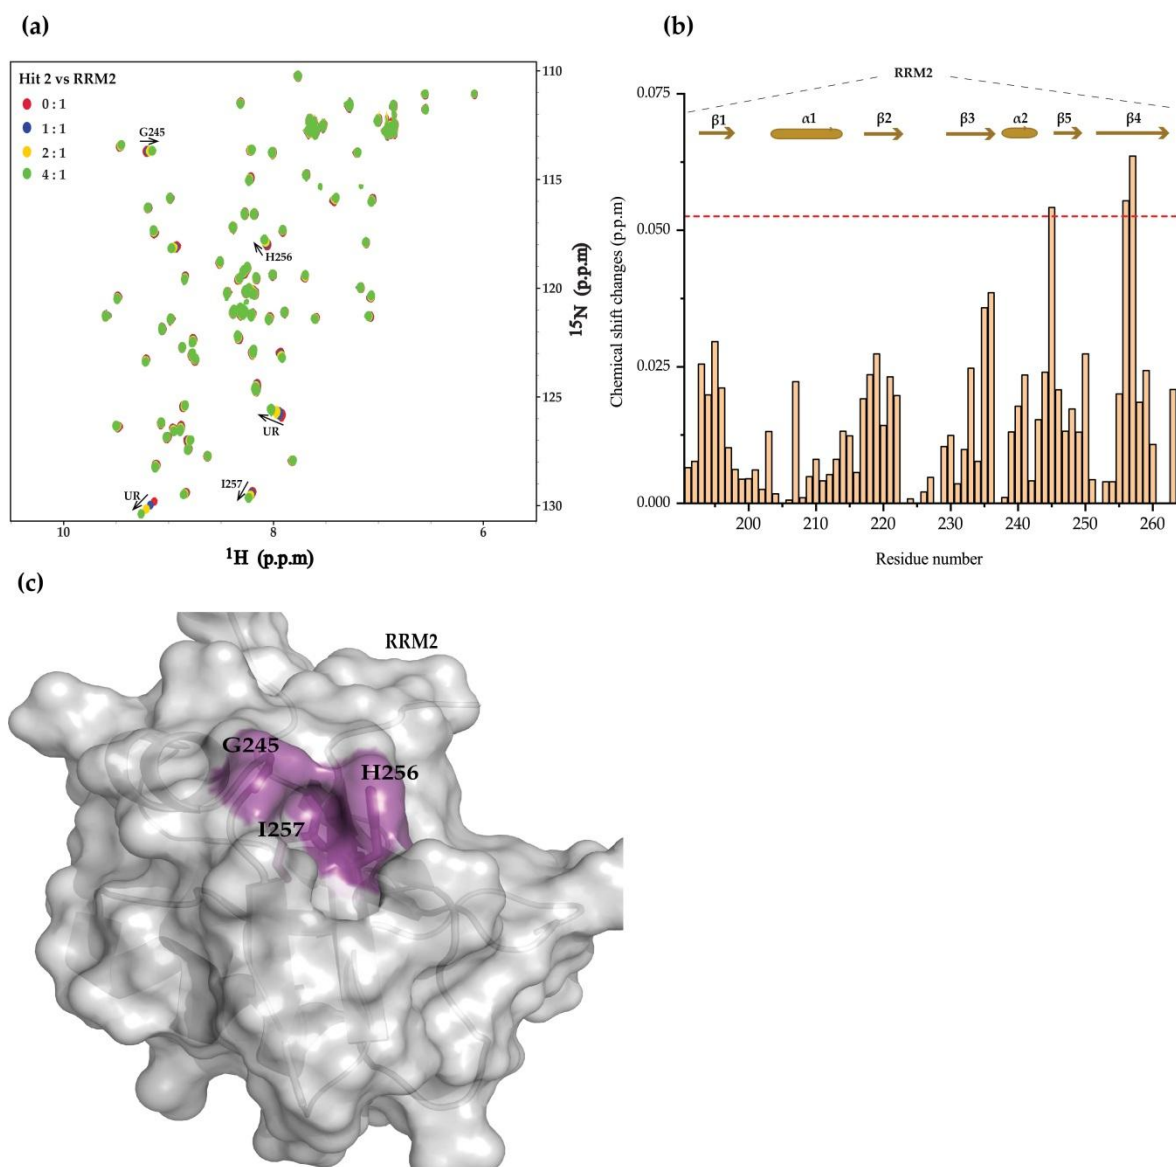 (a)
Hit 2 vs RRM2
0 : 1
1 : 1
2 : 1
4 : 1
G245
H256
UR
I257
UR
110
115
120
125
130
15N (p.p.m)
10
8
6
1H (p.p.m)
(b)
RRM2
β1
α1
β2
β3
α2
β5
β4
0.075
0.050
0.025
0.000
Chemical shift changes (p.p.m)
200
210
220
230
240
250
260
Residue number
(c)
RRM2
G245
H256
I257